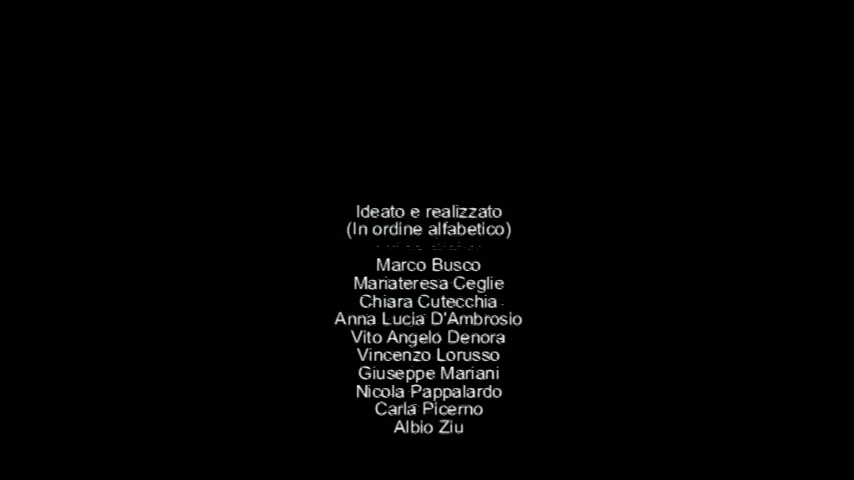 Ideato e realizzato
(In ordine alfabetico)
Marco Busco
Mariateresa Ceglie
Chiara Cutecchia
Anna Lucia D'Ambrosio
Vito Angelo Denora
Vincenzo Lorusso
Giuseppe Mariani
Nicola Pappalardo
Carla Picerno
Albio Ziu